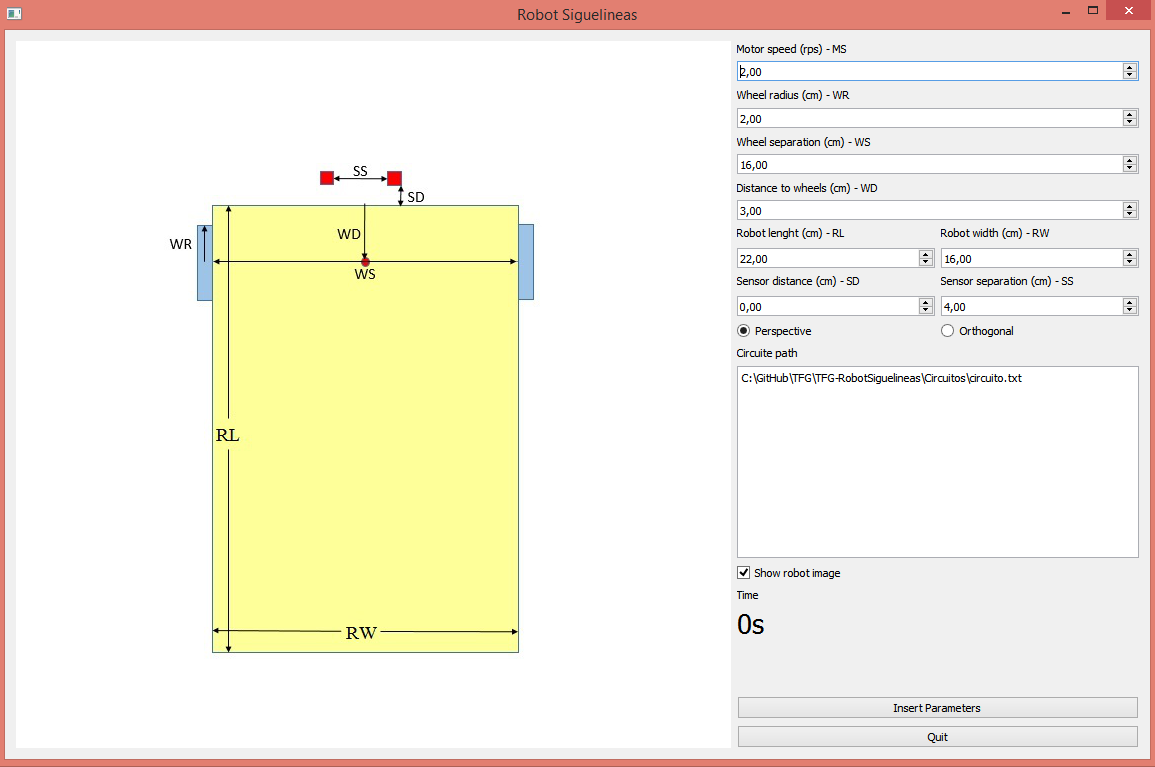 Robot Siguelineas
SS
SD
WR
WD
WS
RL
RW
Motor speed (rps) - MS
2,00
Wheel radius (cm) - WR
2,00
Wheel separation (cm) - WS
16,00
Distance to wheels (cm) - WD
3,00
Robot lenght (cm) - RL
Robot width (cm) - RW
22,00
16,00
Sensor distance (cm) - SD
Sensor separation (cm) - SS
0,00
4,00
Perspective
Orthogonal
Circuite path
C:\GitHub\TFG\TFG-RobotSiguelineas\Circuitos\circuito.txt
Show robot image
Time
0s
Insert Parameters
Quit